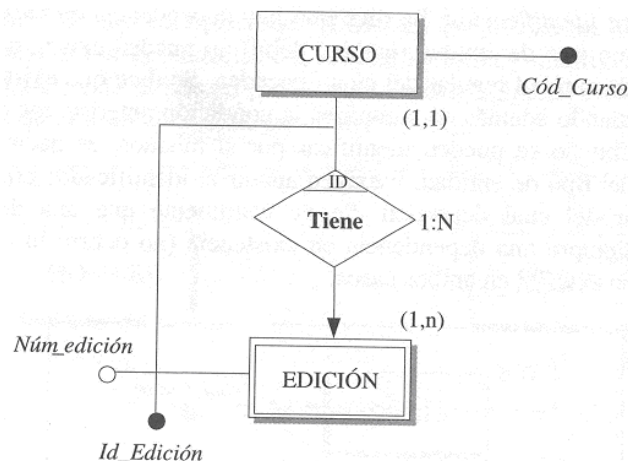 CURSO
Cód_Curso
(1,1)
ID
Tiene
1:N
(1,n)
Núm_edición
EDICIÓN
Id_Edición